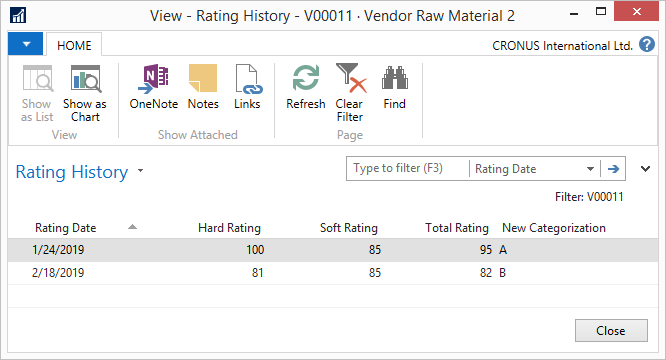 View - Rating History - V00011 · Vendor Raw Material 2
HOME
CRONUS International Ltd.
Show as List
Show as Chart
OneNote
Notes
Links
Refresh
Clear Filter
Find
View
Show Attached
Page
Rating History
Type to filter (F3)
Rating Date
Filter: V00011
Rating Date Hard Rating Soft Rating Total Rating New Categorization
1/24/2019 100 85 95 A
2/18/2019 81 85 82 B
Close